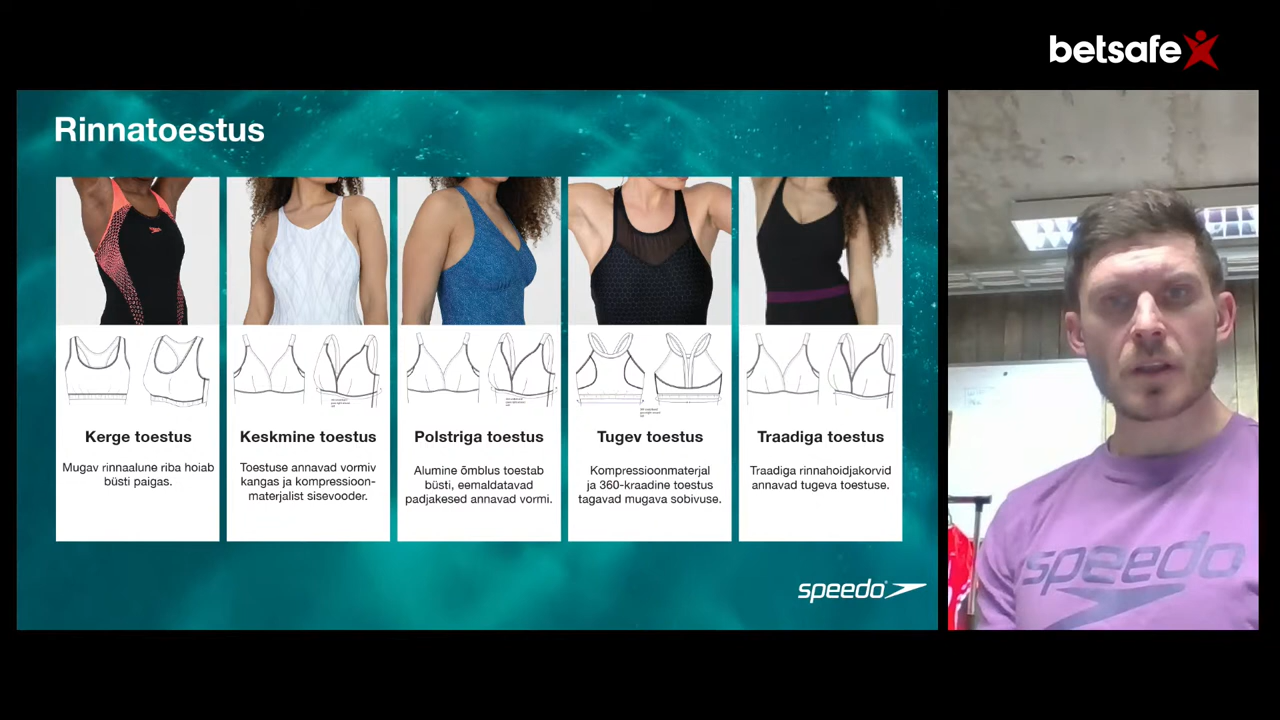 betsafe
Rinnatoestus
Kerge toestus
Mugav rinnaalune riba hoiab
büsti paigas.
Keskmine toestus
Toestuse annavad vormiv
kangas ja kompressioon-
materjalist sisevooder.
Polstriga toestus
Alumine õmblus toestab
büsti, eemaldatavad
padjakesed annavad vormi.
Tugev toestus
Kompressioonmaterjal
ja 360-kraadine toestus
tagavad mugava sobivuse.
Traadiga toestus
Traadiga rinnahoidjakorvid
annavad tugeva toestuse.
speedo
speedo